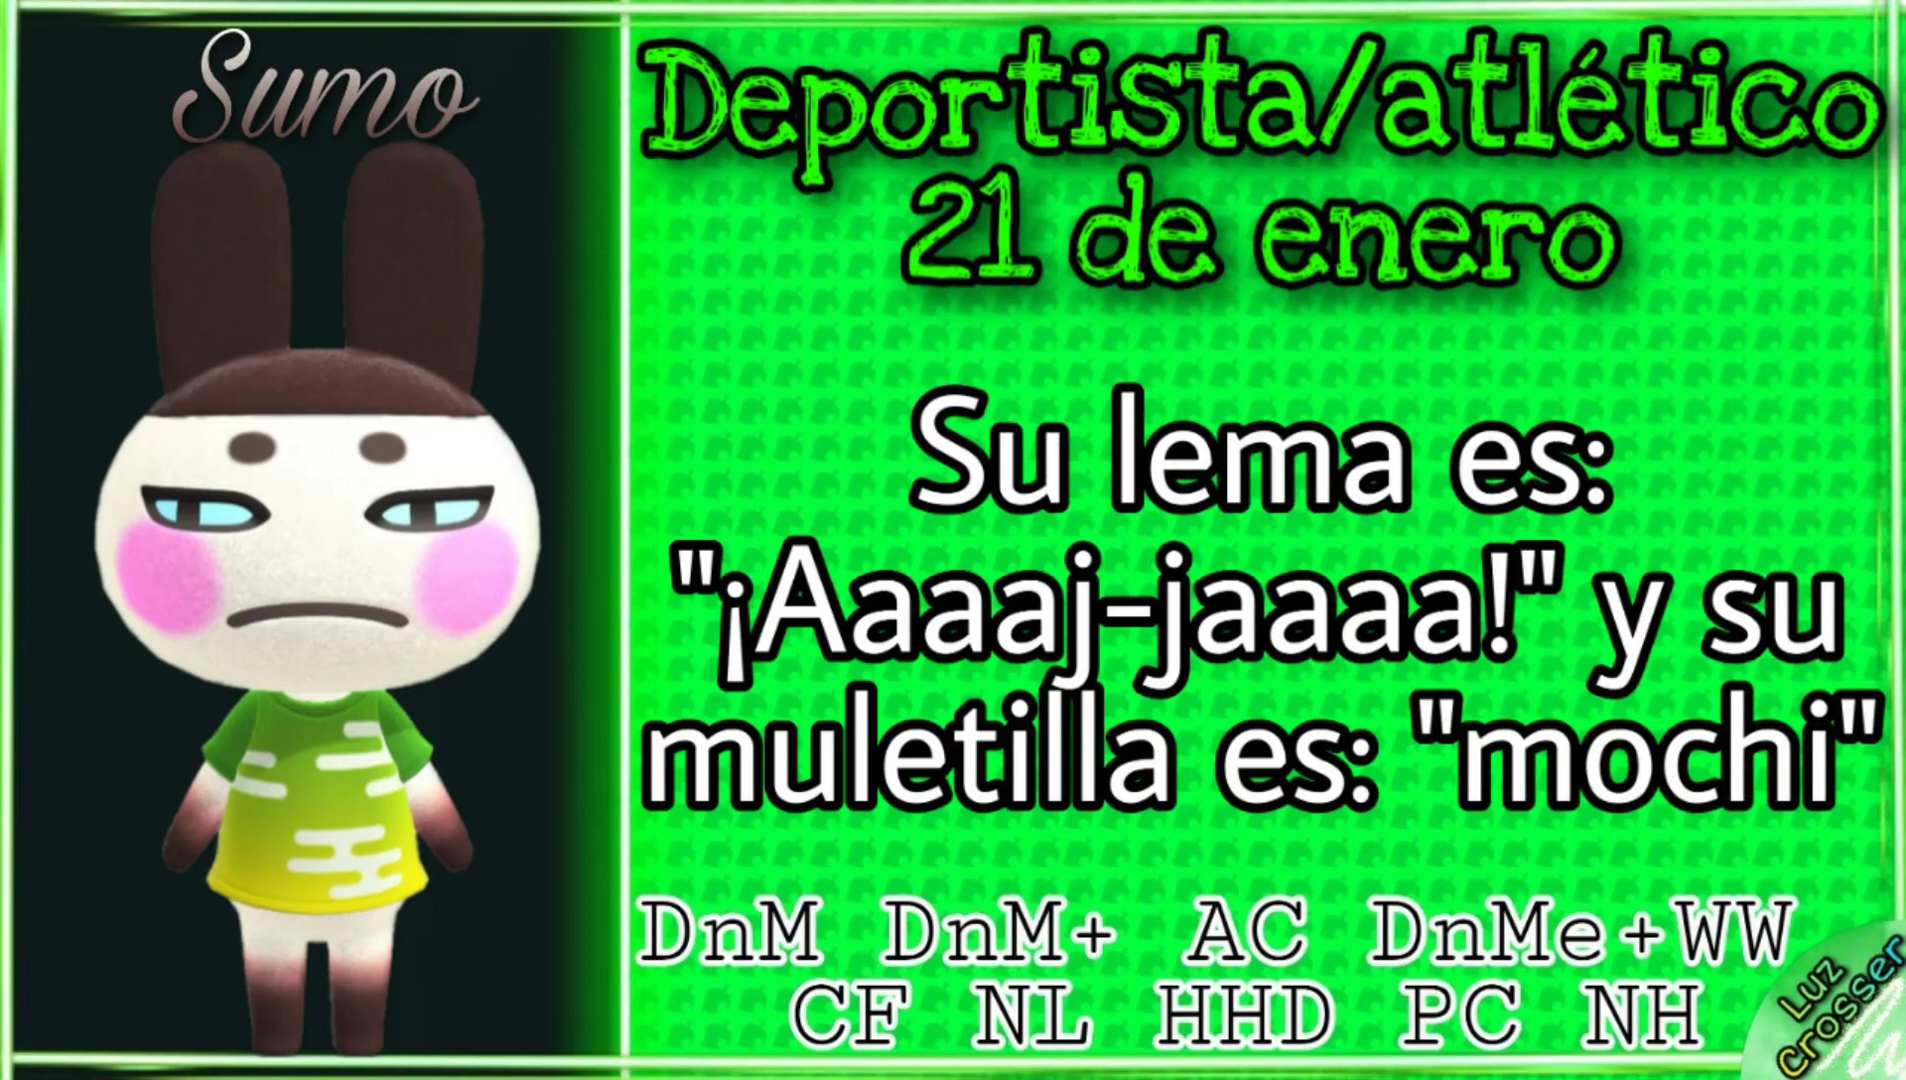 Sumo
Deportista/atlético
21 de enero
Su lema es:
"¡Aaaaj-jaaaa!" y su
muletilla es: "mochi"
DnM DnM+ AC DnMe+WW
CF NL HHD PC NH
Luz
Crosser